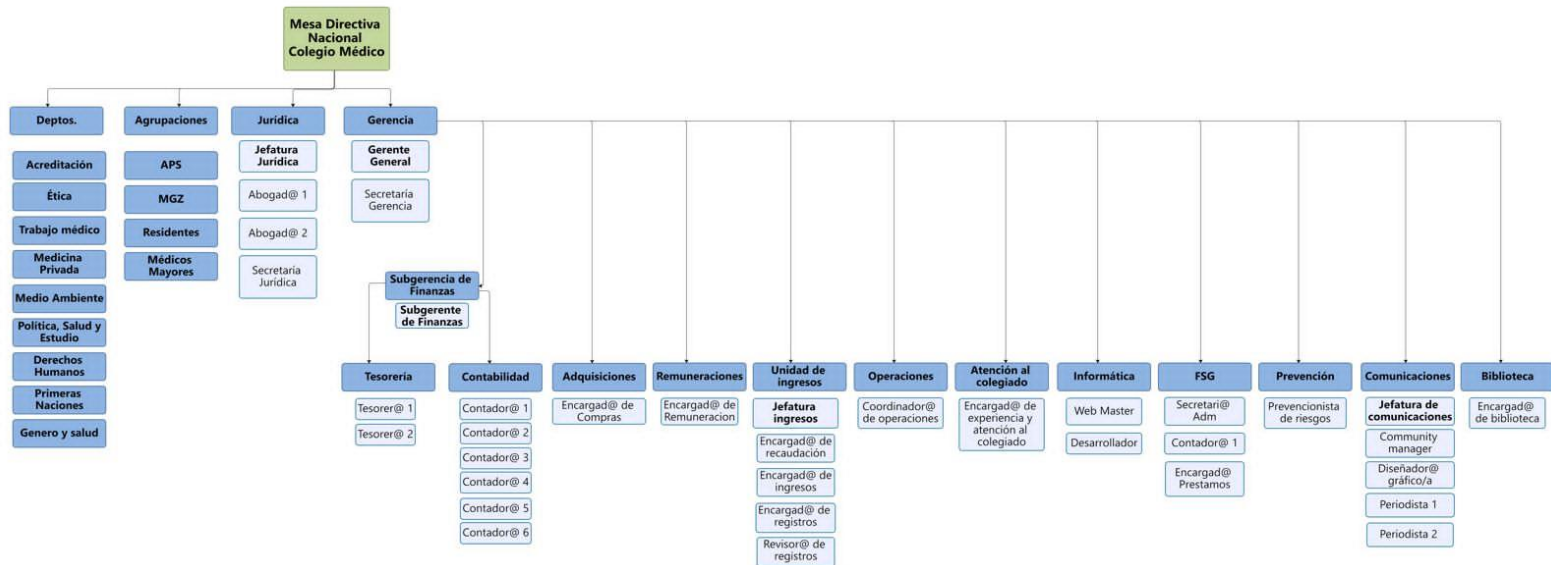 Mesa Directiva
Nacional
Colegio Médico
Deptos.
Acreditación
Ética
Trabajo médico
Medicina
Privada
Medio Ambiente
Política, Salud y
Estudio
Derechos
Humanos
Primeras
Naciones
Genero y salud
Agrupaciones
APS
MGZ
Residentes
Médicos
Mayores
Jurídica
Jefatura
Jurídica
Abogad@ 1
Abogad@ 2
Secretaría
Jurídica
Gerencia
Gerente
General
Secretaría
Gerencia
Subgerencia de
Finanzas
Subgerente
de Finanzas
Tesorería
Tesorer@ 1
Tesorer@ 2
Contabilidad
Contador@ 1
Contador@ 2
Contador@ 3
Contador@ 4
Contador@ 5
Contador@ 6
Adquisiciones
Encargad@ de
Compras
Remuneraciones
Encargad@ de
Remuneracion
Unidad de
ingresos
Jefatura
ingresos
Encargad@ de
recaudación
Encargad@ de
ingresos
Encargad@ de
registros
Revisor@ de
registros
Operaciones
Coordinador@
de operaciones
Atención al
colegiado
Encargad@ de
experiencia y
atención al
colegiado
Informática
Web Master
Desarrollador
FSG
Secretari@
Adm
Contador@ 1
Encargad@
Prestamos
Prevención
Prevencionista
de riesgos
Comunicaciones
Jefatura de
comunicaciones
Community
manager
Diseñador@
gráfico/a
Periodista 1
Periodista 2
Biblioteca
Encargad@
de biblioteca